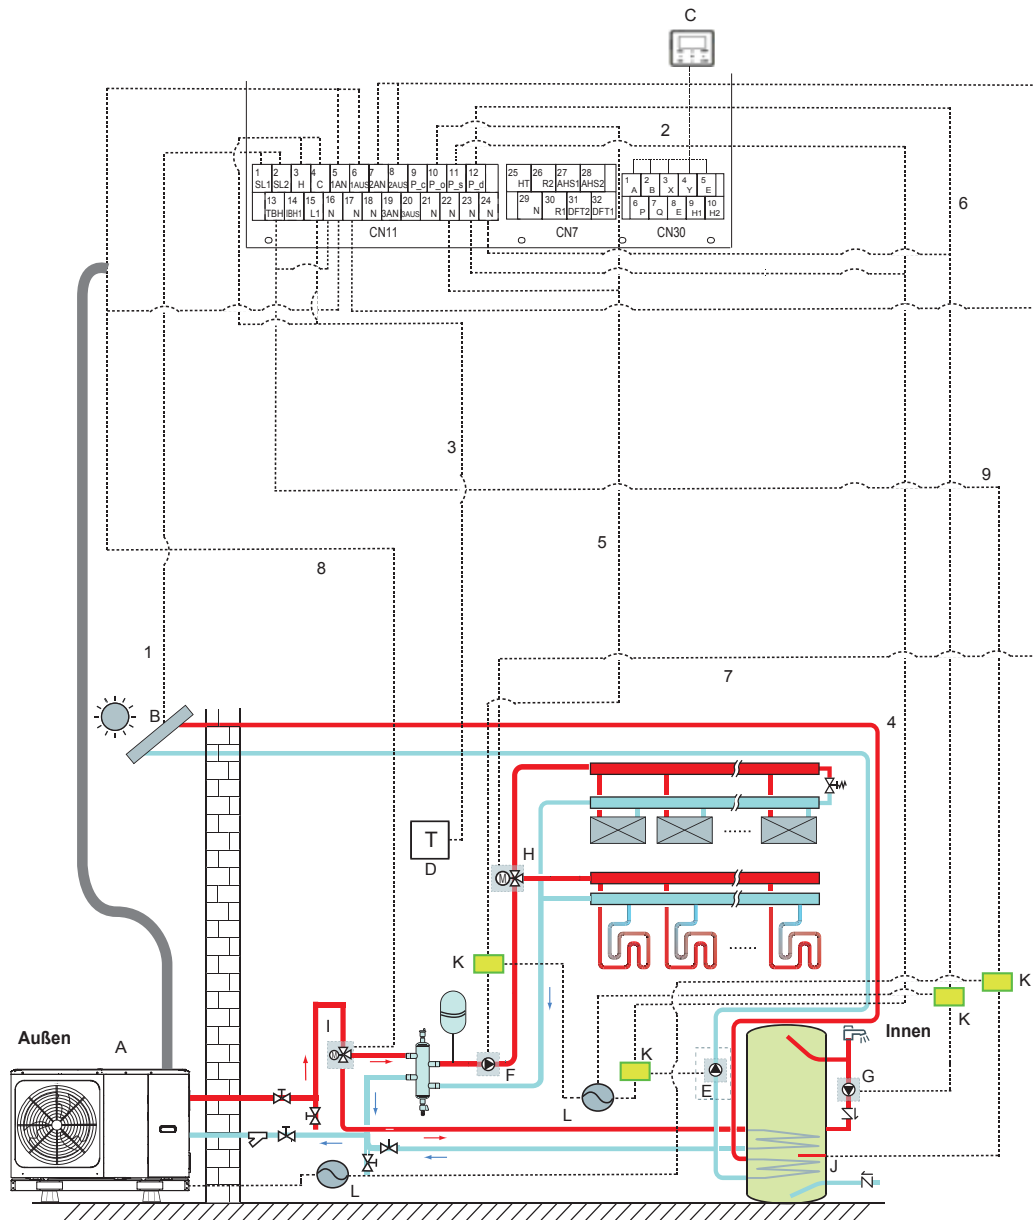 C
2
1 2 3 4 5 6 7 8 9 10 11 12
SL1 SL2 H C 1AN 1AUS 2AN 2AUS P_c P_o P_s P_d
13 14 15 16 17 18 19 20 21 22 23 24
TBH IBH1 L1 N N N 3AN 3AUS N N N N
CN11
25 26 27 28
HT R2 AHS1 AHS2
29 30 31 32
N R1 DFT2 DFT1
CN7
1 2 3 4 5
A B X Y E
6 7 8 9 10
P Q E H1 H2
CN30
6
3
9
5
8
1
7
B
4
T
D
H
M
K
K
K
Außen
A
I
M
F
Innen
K
G
E
L
J
L